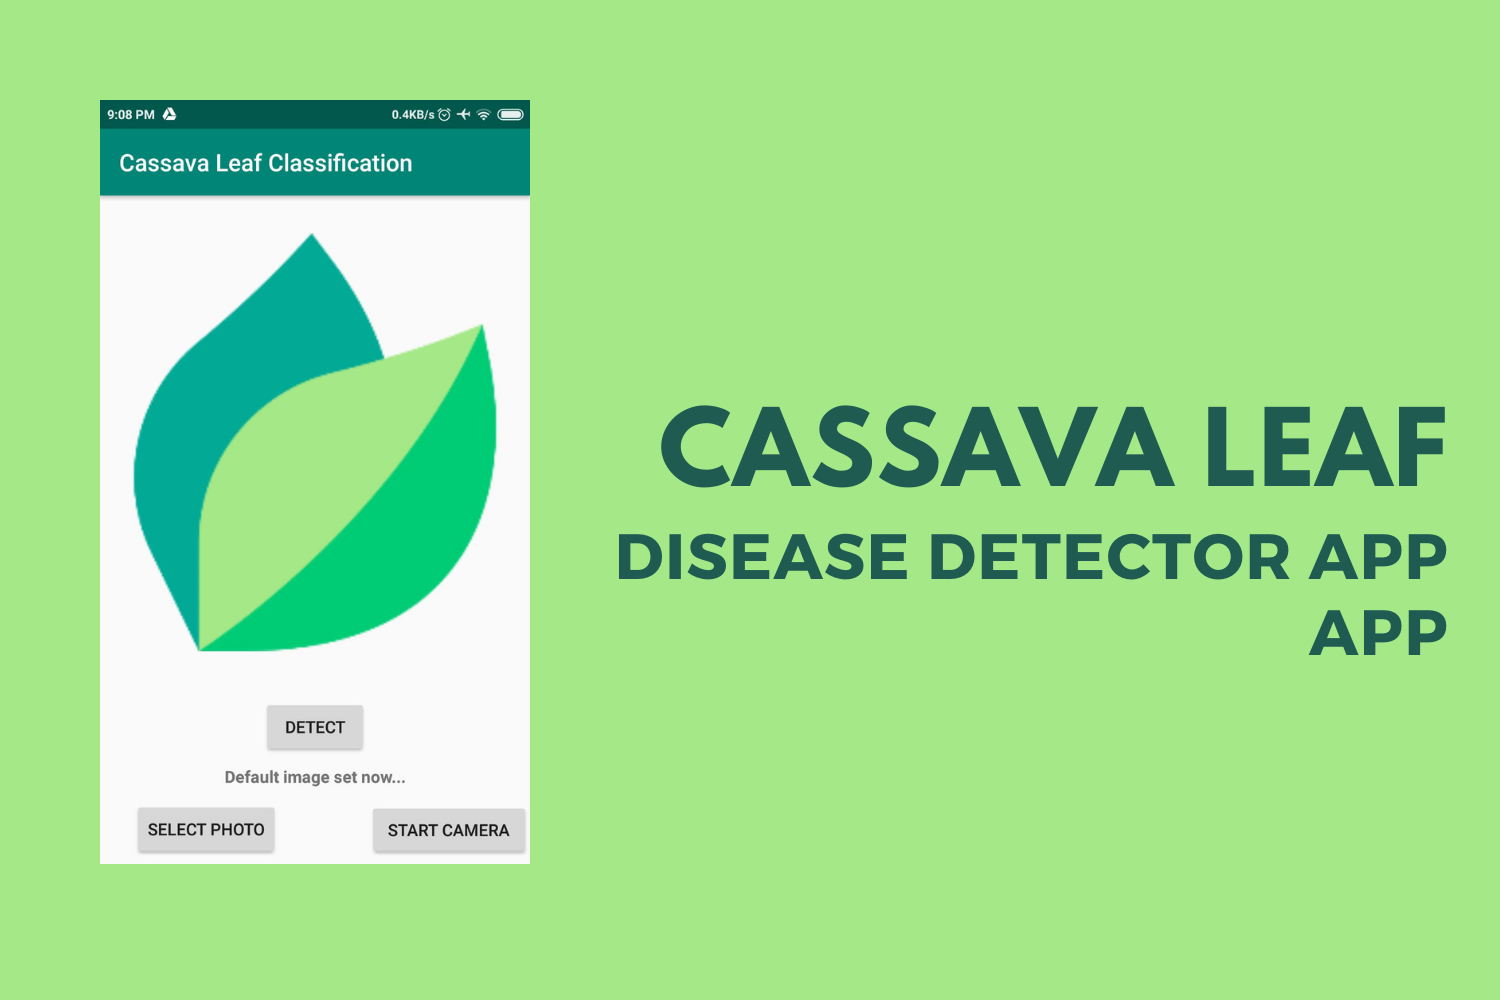 9:08 PM 0.4KB/s
Cassava Leaf Classification
DETECT
Default image set now...
SELECT PHOTO START CAMERA
CASSAVA LEAF
DISEASE DETECTOR APP
APP